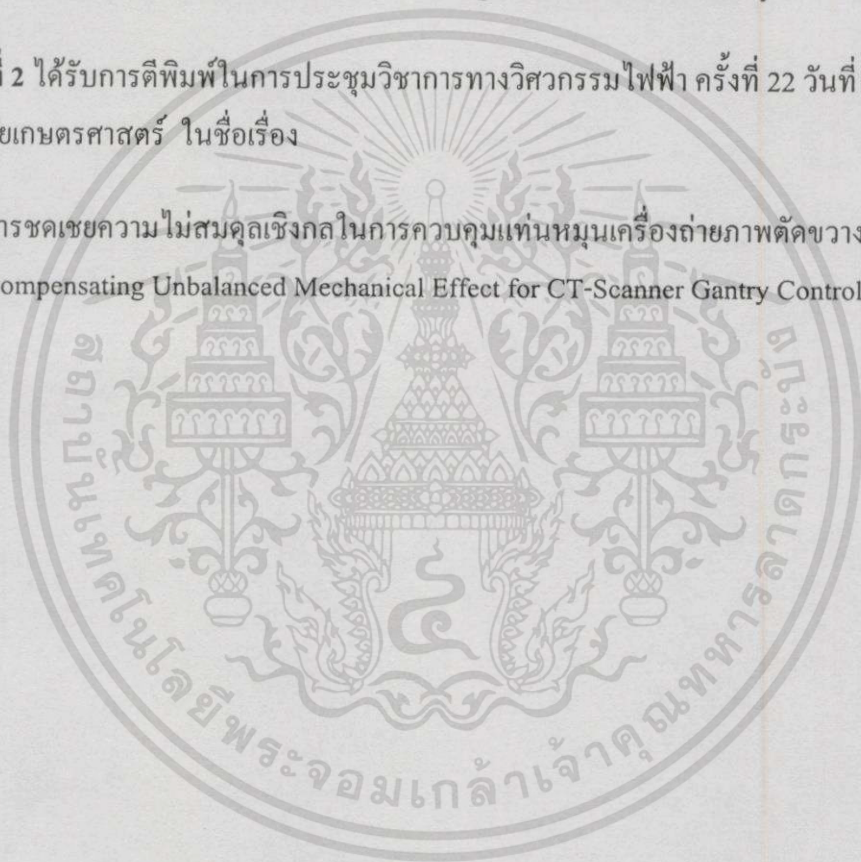 ที่ 2 ได้รับการตีพิมพ์ในการประชุมวิชาการทางวิศวกรรมไฟฟ้า ครั้งที่ 22 วันที่
ยเกษตรศาสตร์ ในชื่อเรื่อง
ารชดเชยความไม่สมดุลเชิงกลในการควบคุมแท่นหมุนเครื่องถ่ายภาพตัดขวาง
ompensating Unbalanced Mechanical Effect for CT-Scanner Gantry Control
สถาบันเทคโนโลยีพระจอมเกล้าเจ้าคุณทหารลาดกระบัง